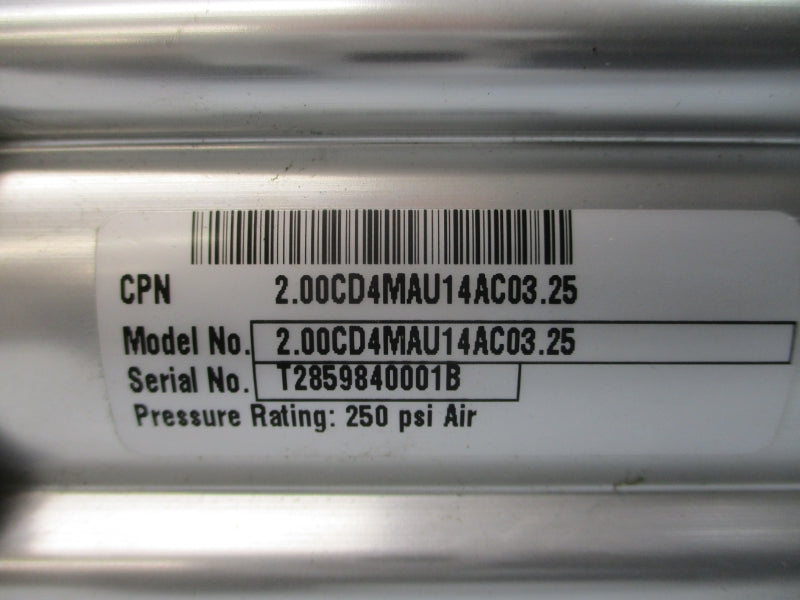 CPN 2.00CD4MAU14AC03.25
Model No. 2.00CD4MAU14AC03.25
Serial No. T2859840001B
Pressure Rating: 250 psi Air